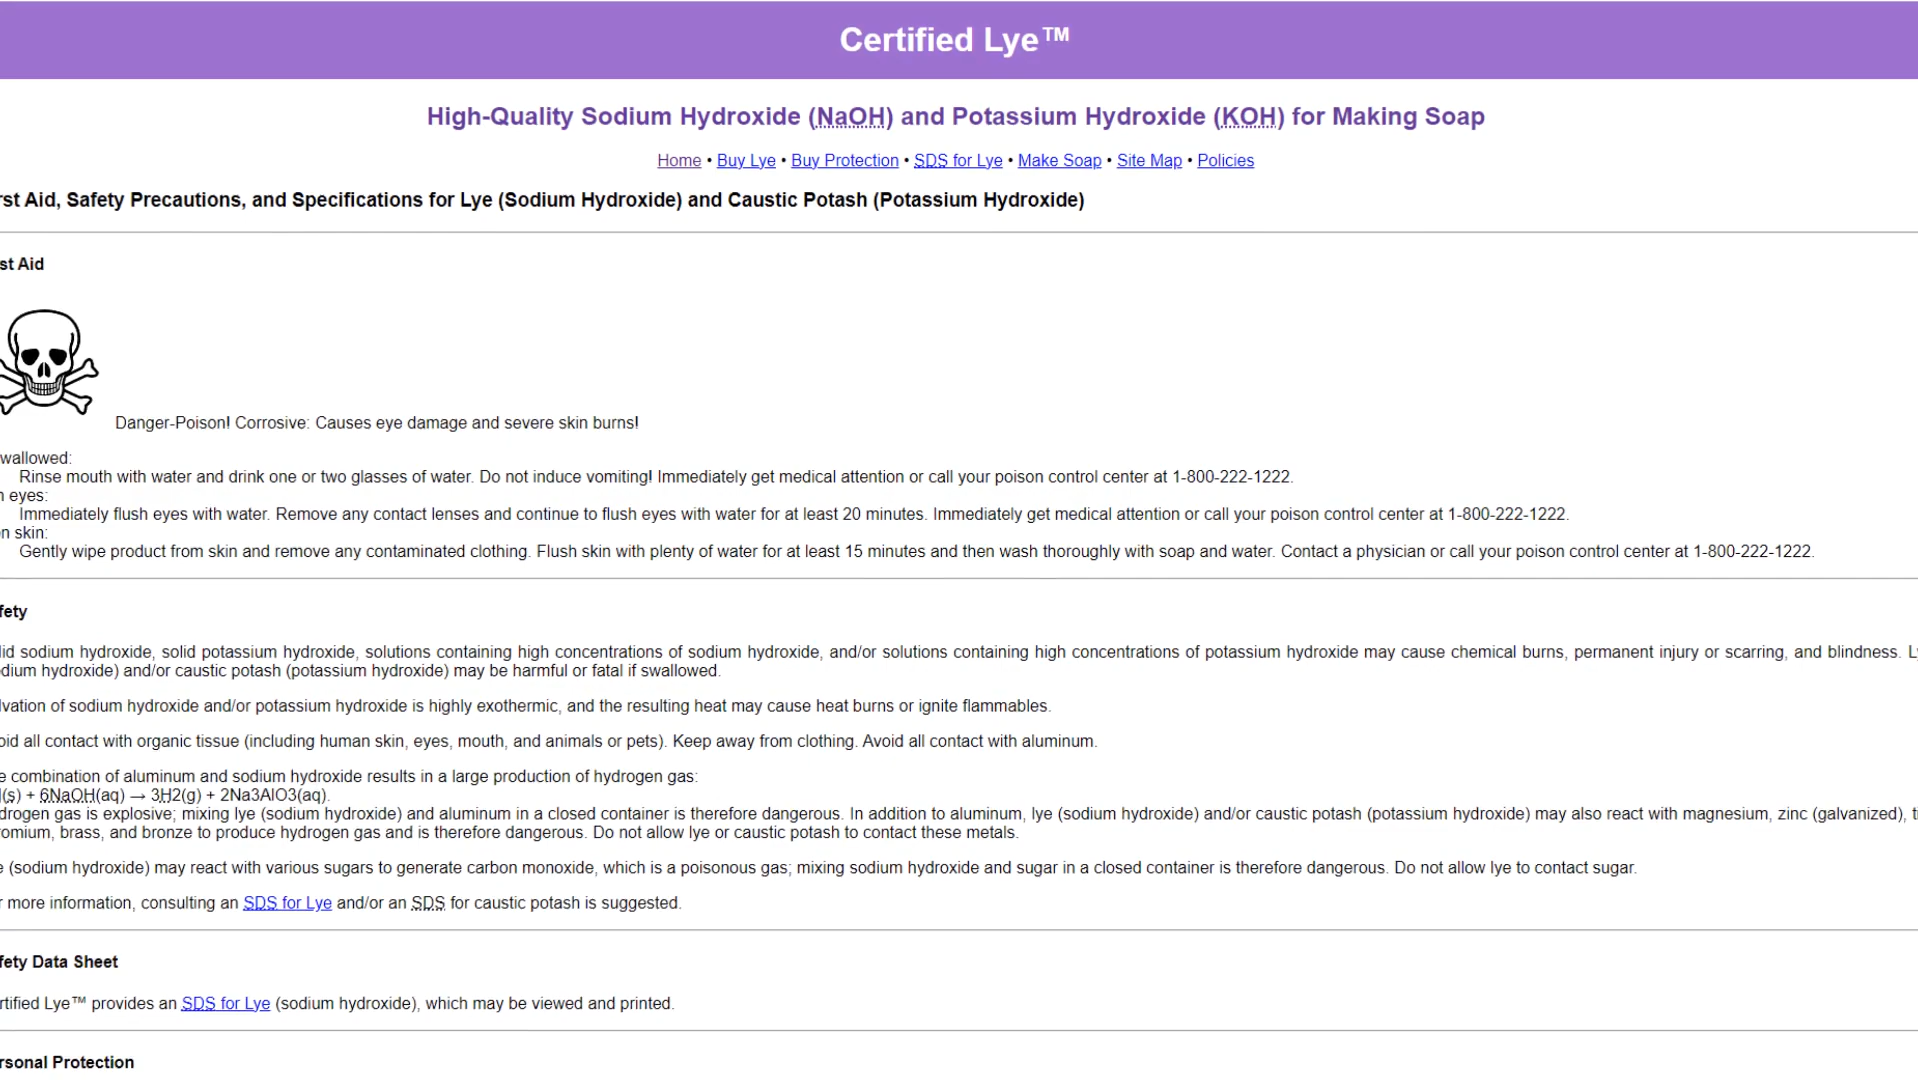 Certified Lye™
High-Quality Sodium Hydroxide (NaOH) and Potassium Hydroxide (KOH) for Making Soap
Home • Buy Lye • Buy Protection • SDS for Lye • Make Soap • Site Map • Policies
rst Aid, Safety Precautions, and Specifications for Lye (Sodium Hydroxide) and Caustic Potash (Potassium Hydroxide)
st Aid
Danger-Poison! Corrosive: Causes eye damage and severe skin burns!
wallowed:
Rinse mouth with water and drink one or two glasses of water. Do not induce vomiting! Immediately get medical attention or call your poison control center at 1-800-222-1222.
n eyes:
Immediately flush eyes with water. Remove any contact lenses and continue to flush eyes with water for at least 20 minutes. Immediately get medical attention or call your poison control center at 1-800-222-1222.
n skin:
Gently wipe product from skin and remove any contaminated clothing. Flush skin with plenty of water for at least 15 minutes and then wash thoroughly with soap and water. Contact a physician or call your poison control center at 1-800-222-1222.
fety
lid sodium hydroxide, solid potassium hydroxide, solutions containing high concentrations of sodium hydroxide, and/or solutions containing high concentrations of potassium hydroxide may cause chemical burns, permanent injury or scarring, and blindness. L
dium hydroxide) and/or caustic potash (potassium hydroxide) may be harmful or fatal if swallowed.
lvation of sodium hydroxide and/or potassium hydroxide is highly exothermic, and the resulting heat may cause heat burns or ignite flammables.
oid all contact with organic tissue (including human skin, eyes, mouth, and animals or pets). Keep away from clothing. Avoid all contact with aluminum.
e combination of aluminum and sodium hydroxide results in a large production of hydrogen gas:
l(s) + 6NaOH(aq) → 3H2(g) + 2Na3AlO3(aq).
drogen gas is explosive; mixing lye (sodium hydroxide) and aluminum in a closed container is therefore dangerous. In addition to aluminum, lye (sodium hydroxide) and/or caustic potash (potassium hydroxide) may also react with magnesium, zinc (galvanized), ti
romium, brass, and bronze to produce hydrogen gas and is therefore dangerous. Do not allow lye or caustic potash to contact these metals.
e (sodium hydroxide) may react with various sugars to generate carbon monoxide, which is a poisonous gas; mixing sodium hydroxide and sugar in a closed container is therefore dangerous. Do not allow lye to contact sugar.
r more information, consulting an SDS for Lye and/or an SDS for caustic potash is suggested.
fety Data Sheet
rtified Lye™ provides an SDS for Lye (sodium hydroxide), which may be viewed and printed.
rsonal Protection